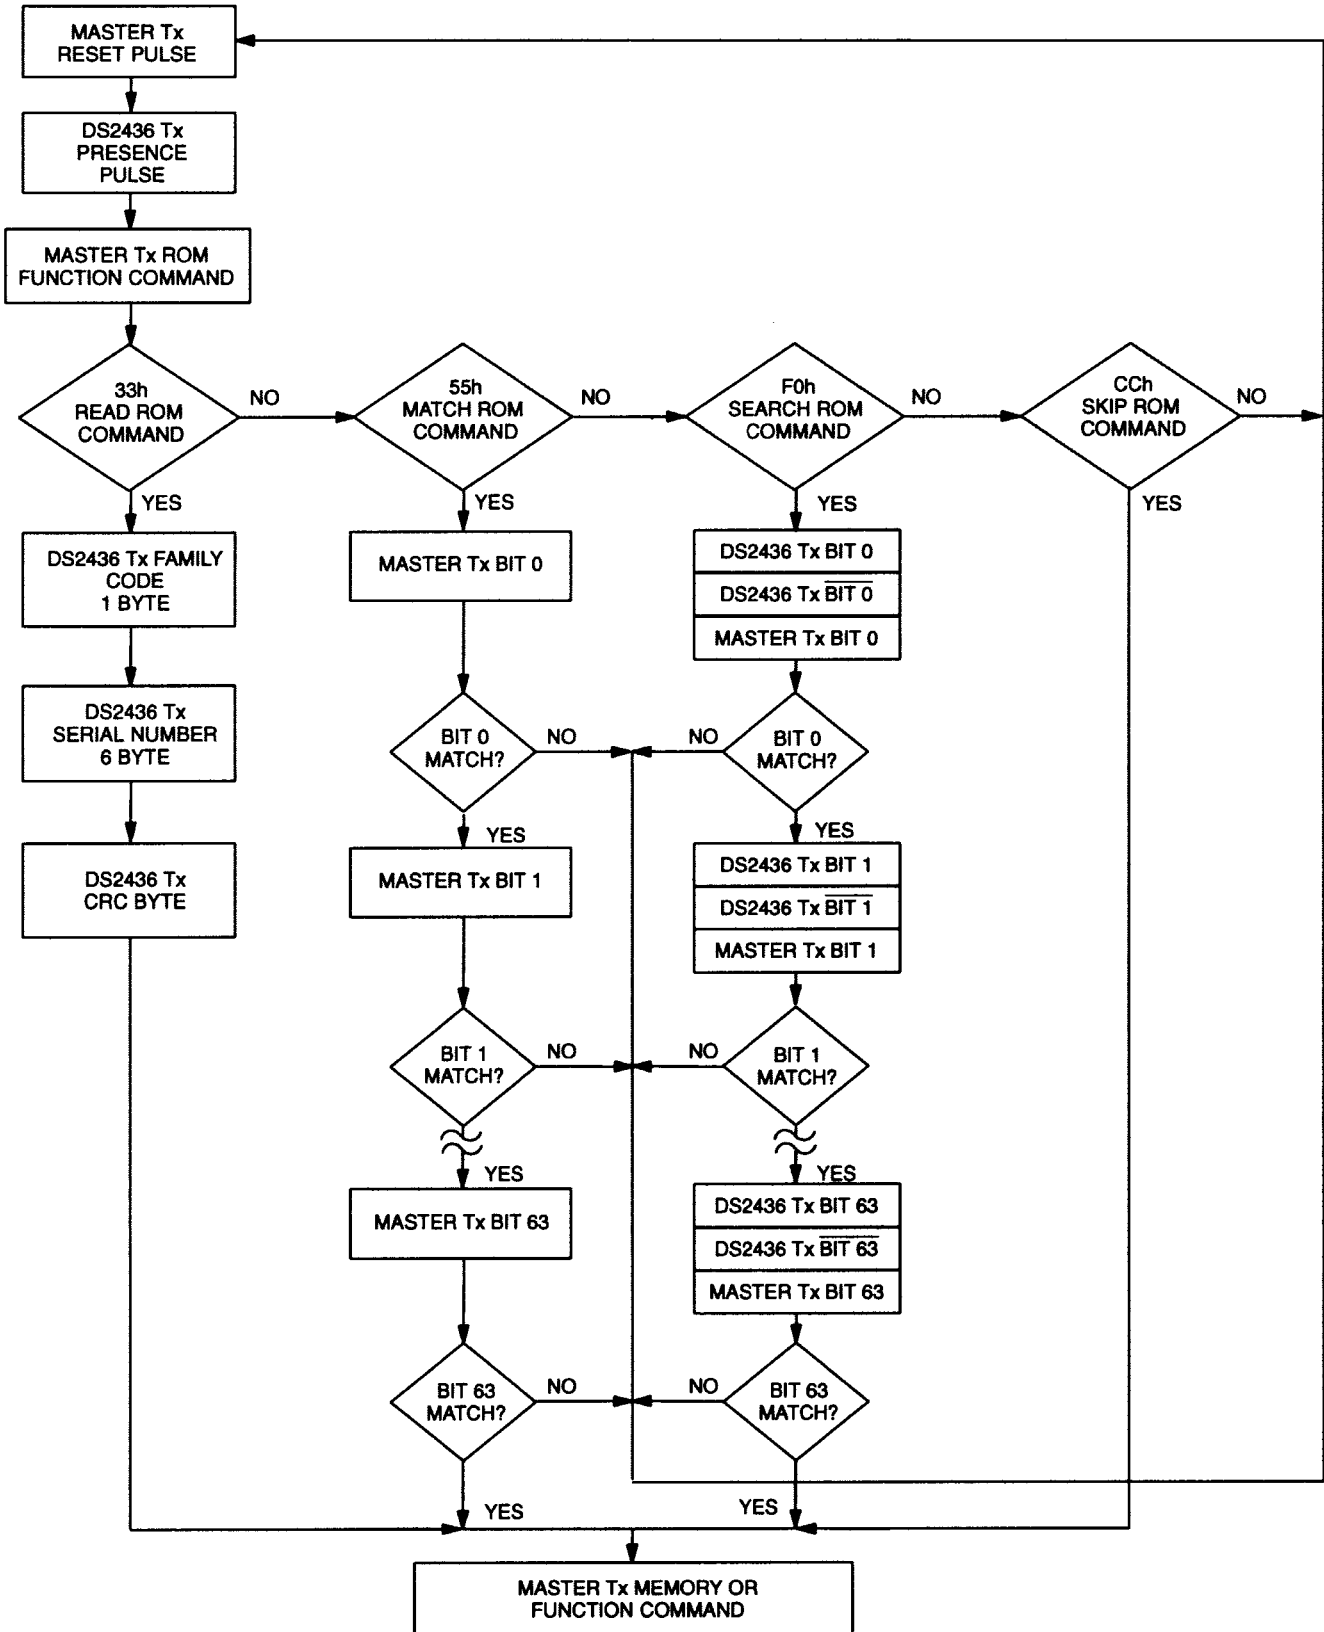 MASTER Tx
RESET PULSE
DS2436 Tx
PRESENCE
PULSE
MASTER Tx ROM
FUNCTION COMMAND
33h
READ ROM
COMMAND
NO
YES
55h
MATCH ROM
COMMAND
NO
YES
F0h
SEARCH ROM
COMMAND
NO
YES
CCh
SKIP ROM
COMMAND
NO
YES
DS2436 Tx FAMILY
CODE
1 BYTE
DS2436 Tx
SERIAL NUMBER
6 BYTE
DS2436 Tx
CRC BYTE
MASTER Tx BIT 0
BIT 0
MATCH?
NO
YES
MASTER Tx BIT 1
BIT 1
MATCH?
NO
YES
MASTER Tx BIT 63
BIT 63
MATCH?
NO
YES
DS2436 Tx BIT 0
DS2436 Tx B̅I̅T̅ ̅0̅
MASTER Tx BIT 0
BIT 0
MATCH?
NO
YES
DS2436 Tx BIT 1
DS2436 Tx B̅I̅T̅ ̅1̅
MASTER Tx BIT 1
BIT 1
MATCH?
NO
YES
DS2436 Tx BIT 63
DS2436 Tx B̅I̅T̅ ̅6̅3̅
MASTER Tx BIT 63
BIT 63
MATCH?
NO
YES
MASTER Tx MEMORY OR
FUNCTION COMMAND